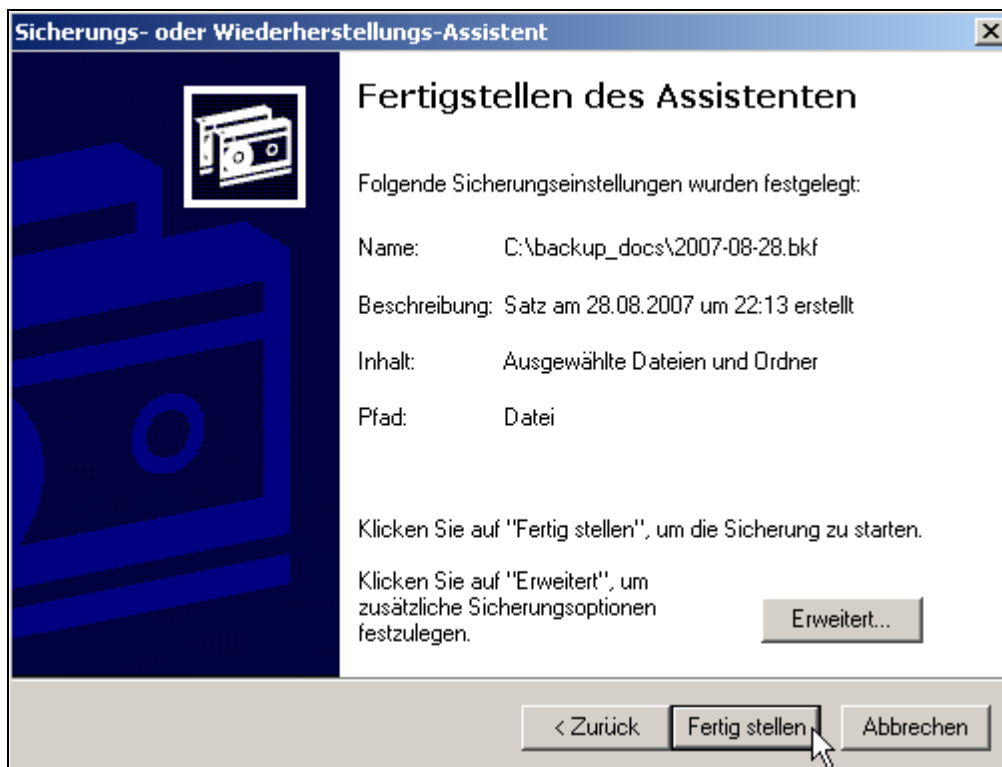 Sicherungs- oder Wiederherstellungs-Assistent
Fertigstellen des Assistenten
Folgende Sicherungseinstellungen wurden festgelegt:
Name: C:\backup_docs\2007-08-28.bkf
Beschreibung: Satz am 28.08.2007 um 22:13 erstellt
Inhalt: Ausgewählte Dateien und Ordner
Pfad: Datei
Klicken Sie auf "Fertig stellen", um die Sicherung zu starten.
Klicken Sie auf "Erweitert", um
zusätzliche Sicherungsoptionen
festzulegen.
Erweitert...
< Zurück Fertig stellen Abbrechen